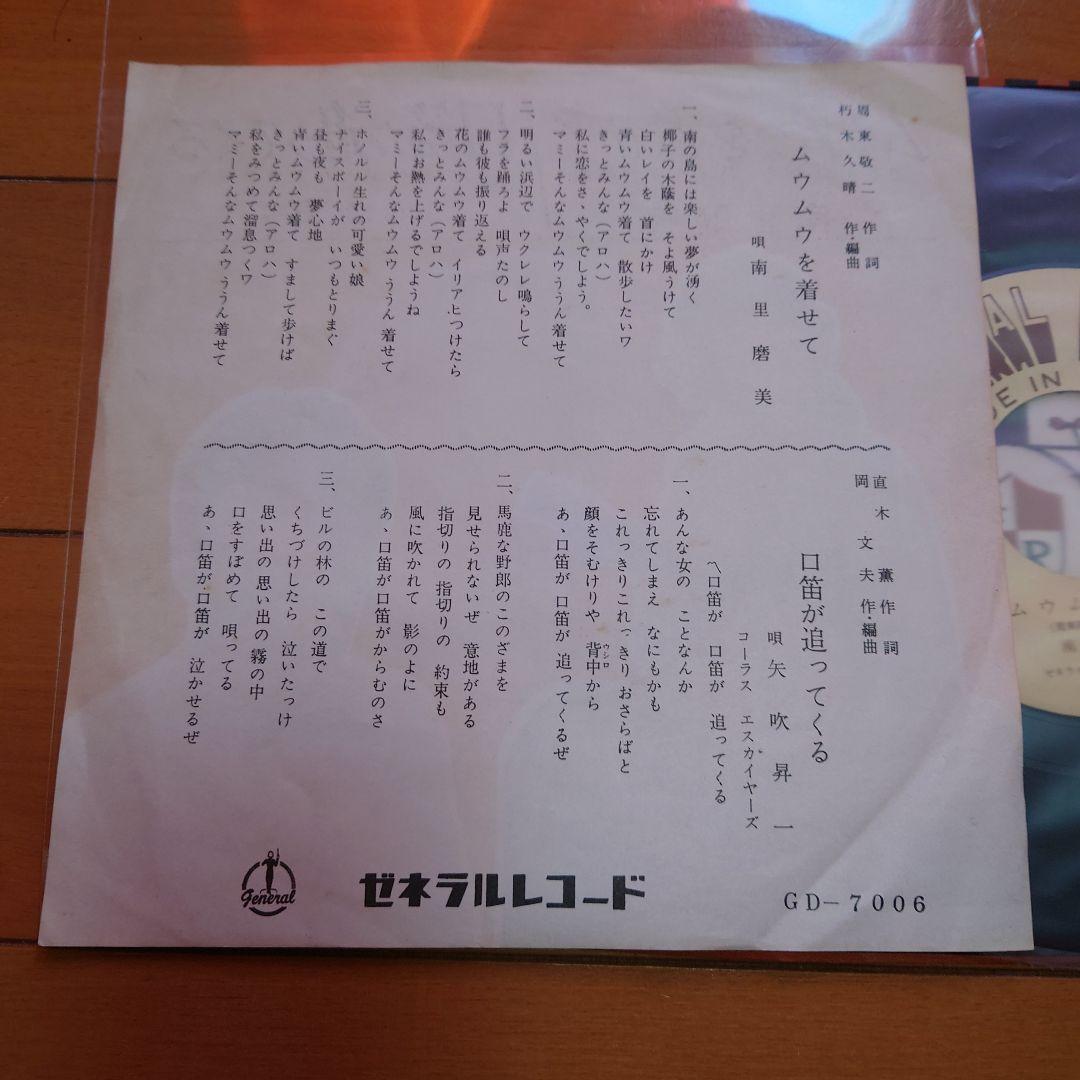 周東敬二 作詞
朽木久晴 作・編曲
ムウムウを着せて
唄 南里磨美
一、南の島には楽しい夢が湧く
椰子の木蔭を そよ風うけて
白いレイを 首にかけ
青いムウムウ着て 散歩したいワ
きっとみんな(アロハ)
私に恋をさゝやくでしよう。
マミーそんなムウムウ ううん 着せて
二、明るい浜辺で ウクレレ鳴らして
フラを踊ろよ 唄声たのし
誰も彼も振り返える
花のムウムウ着て イリアヒつけたら
きっとみんな(アロハ)
私にお熱を上げるでしようね
マミーそんなムウムウ ううん 着せて
三、ホノルル生れの可愛い娘
ナイスボーイが いつもとりまぐ
昼も夜も 夢心地
青いムウムウ着て すまして歩けば
きっとみんな(アロハ)
私をみつめて溜息つくワ
マミーそんなムウムウ ううん 着せて
直木薫 作詞
岡文夫 作・編曲
口笛が追ってくる
唄 矢吹昇一
コーラス エスガイヤーズ
〽口笛が 口笛が 追ってくる
一、あんな女の ことなんか
忘れてしまえ なにもかも
これっきりこれっきり おさらばと
顔をそむけりや 背中から
ウシロ
あゝ口笛が 口笛が 追ってくるぜ
二、馬鹿な野郎のこのざまを
見せられないぜ 意地がある
指切りの 指切りの 約束も
風に吹かれて 影のよに
あゝ口笛が口笛がからむのさ
三、ビルの林の この道で
くちづけしたら 泣いたっけ
思い出の思い出の霧の中
口をすぼめて 唄ってる
あゝ口笛が口笛が 泣かせるぜ
General
ゼネラルレコード
GD-7006
DE IN
R